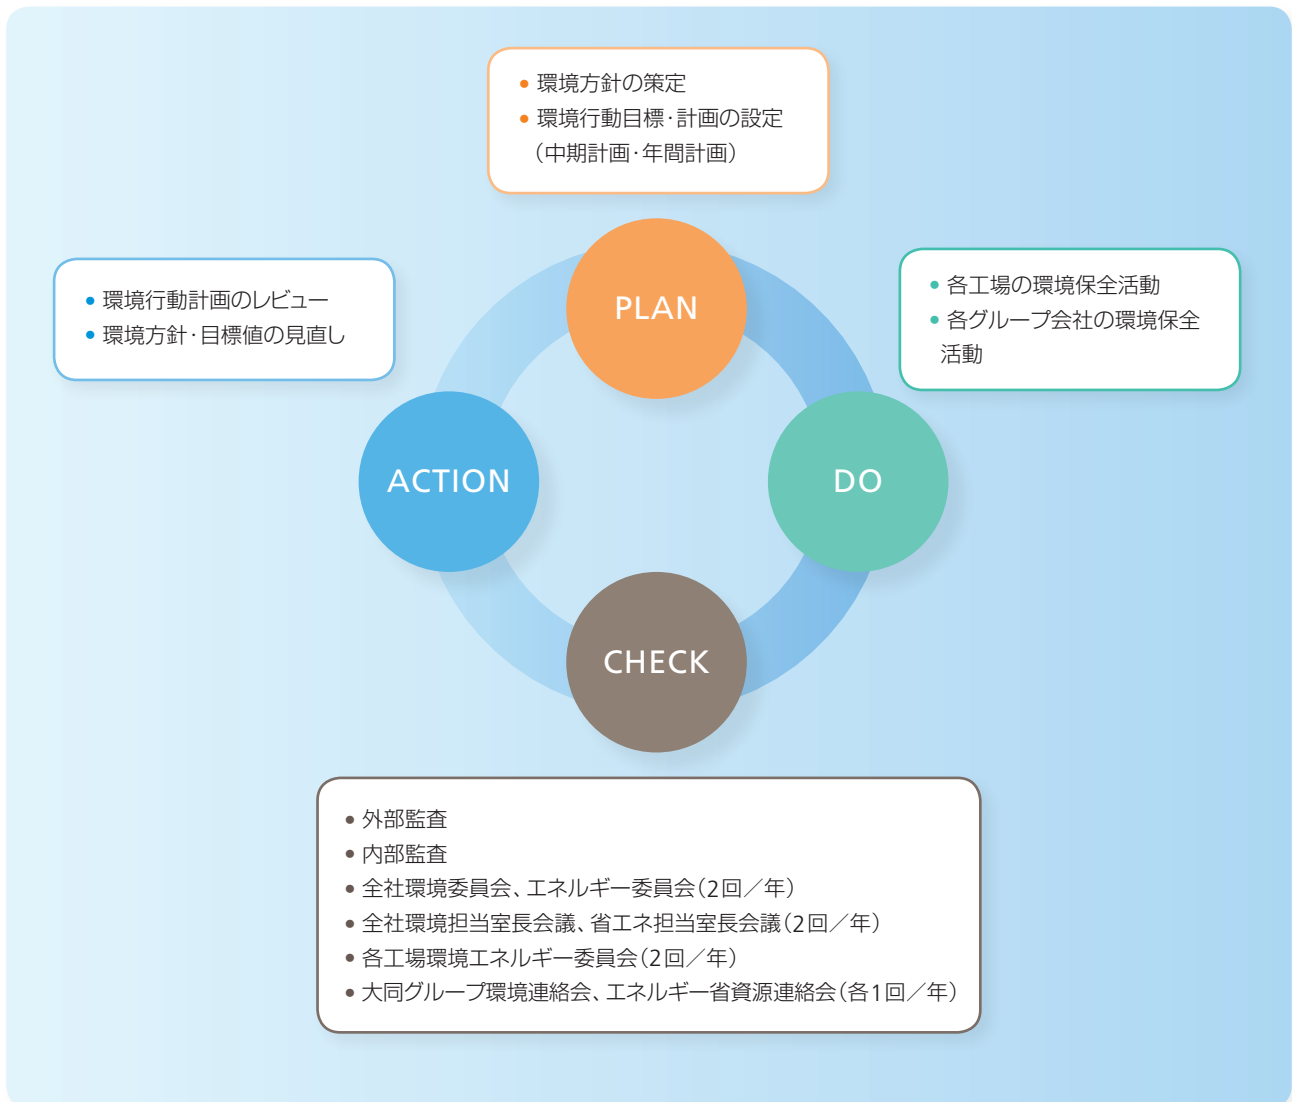 • 環境方針の策定
• 環境行動目標・計画の設定
（中期計画・年間計画）
PLAN
• 各工場の環境保全活動
• 各グループ会社の環境保全
活動
DO
• 外部監査
• 内部監査
• 全社環境委員会、エネルギー委員会（2回／年）
• 全社環境担当室長会議、省エネ担当室長会議（2回／年）
• 各工場環境エネルギー委員会（2回／年）
• 大同グループ環境連絡会、エネルギー省資源連絡会（各1回／年）
CHECK
• 環境行動計画のレビュー
• 環境方針・目標値の見直し
ACTION